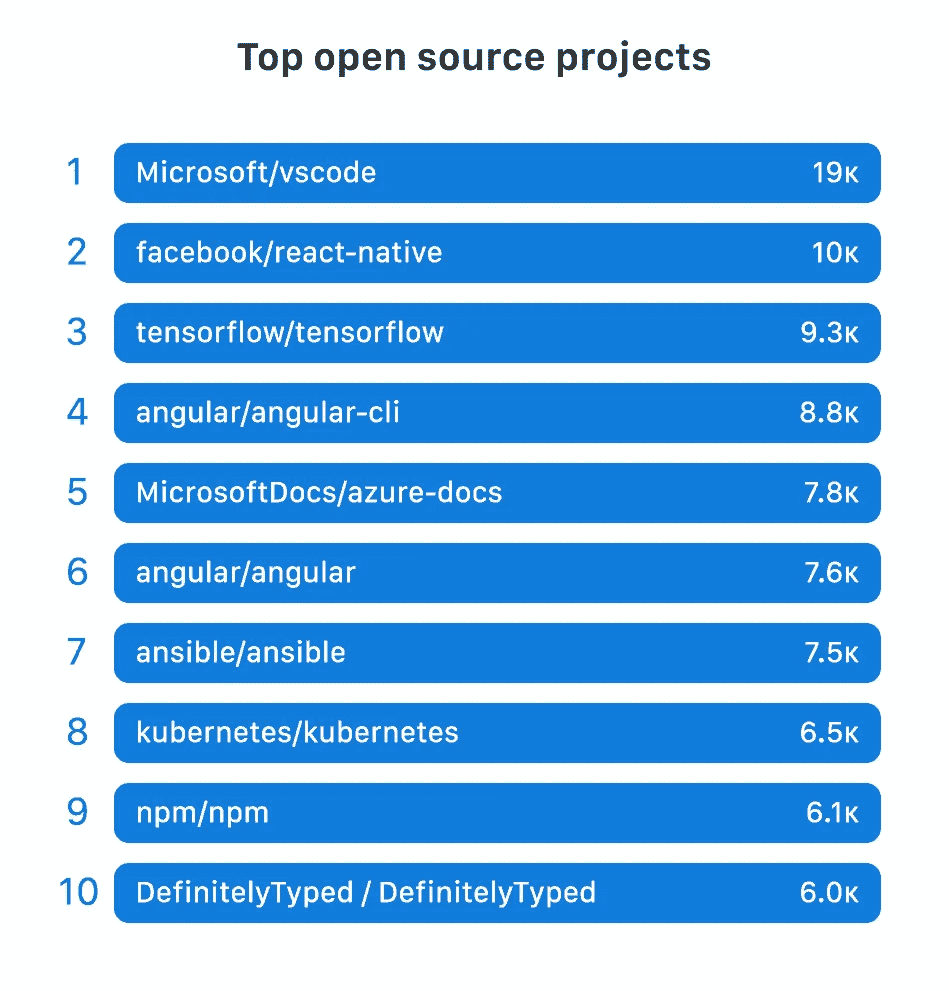 Top open source projects
1 Microsoft/vscode 19K
2 facebook/react-native 10K
3 tensorflow/tensorflow 9.3K
4 angular/angular-cli 8.8K
5 MicrosoftDocs/azure-docs 7.8K
6 angular/angular 7.6K
7 ansible/ansible 7.5K
8 kubernetes/kubernetes 6.5K
9 npm/npm 6.1K
10 DefinitelyTyped / DefinitelyTyped 6.0K